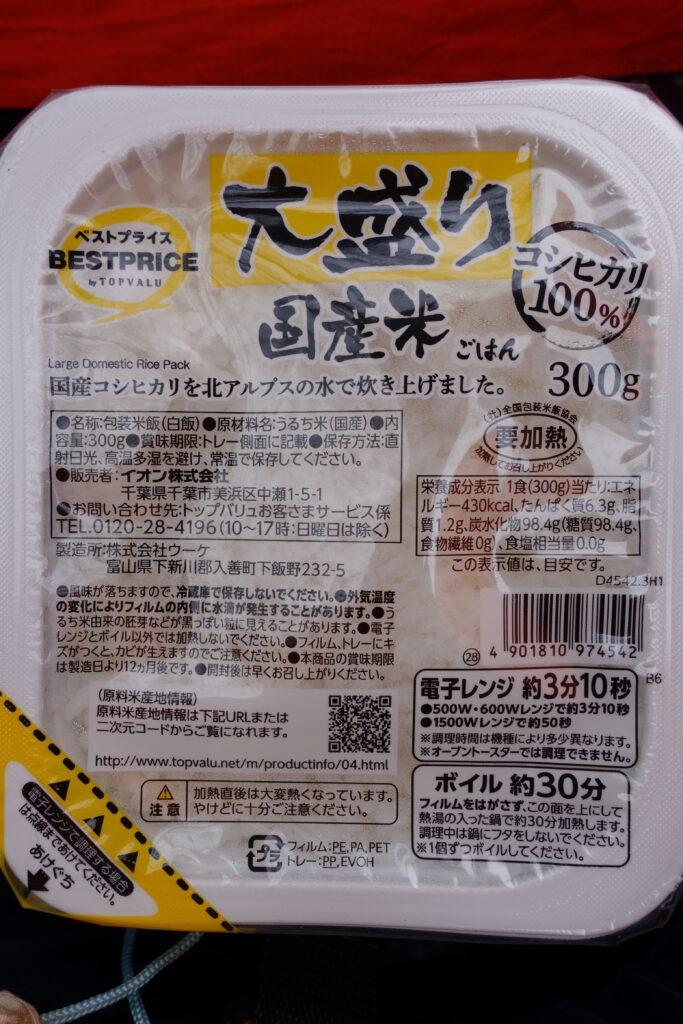 大盛り
ベストプライス
BESTPRICE
by TOPVALU
コシヒカリ
100%
国産米 ごはん
Large Domestic Rice Pack
国産コシヒカリを北アルプスの水で炊き上げました。
300g
●名称:包装米飯(白飯)●原材料名:うるち米(国産)●内
容量:300g●賞味期限:トレー側面に記載●保存方法:直
射日光、高温多湿を避け、常温で保存してください。
●販売者:イオン株式会社
千葉県千葉市美浜区中瀬1-5-1
●お問い合わせ先:トップバリュお客さまサービス係
TEL.0120-28-4196(10~17時:日曜日は除く)
製造所:株式会社ウーケ
富山県下新川郡入善町下飯野232-5
(社)全国包装米飯協会
要加熱
加熱してお召し上がりください
栄養成分表示 1食(300g)当たり:エネ
ルギー430kcal、たんぱく質6.3g、脂
質1.2g、炭水化物98.4g(糖質98.4g、
食物繊維0g)、食塩相当量0.0g
この表示値は、目安です。
D4542.3H1
●風味が落ちますので、冷蔵庫で保存しないでください。●外気温度
の変化によりフィルムの内側に水滴が発生することがあります。●う
るち米由来の胚芽などが黒っぽい粒に見えることがあります。●電子
レンジとボイル以外では加熱しないでください。●フィルム、トレーにキ
ズがつくと、カビが生えますのでご注意ください。●本商品の賞味期限
は製造日より12ヵ月後です。●開封後は早くお召し上がりください。
28
4 901810 974542
B6
(原料米産地情報)
原料米産地情報は下記URLまたは
二次元コードからご覧になれます。
http://www.topvalu.net/m/productinfo/04.html
電子レンジ 約3分10秒
●500W・600Wレンジで約3分10秒
●1500Wレンジで約50秒
※調理時間は機種により多少異なります。
※オーブントースターでは調理できません。
ボイル 約30分
フィルムをはがさず、この面を上にして
熱湯の入った鍋で約30分加熱します。
調理中は鍋にフタをしないでください。
※1個ずつボイルしてください。
注意
加熱直後は大変熱くなっています。
やけどに十分ご注意ください。
プラ
フィルム:PE,PA,PET
トレー:PP,EVOH
電子レンジで調理する場合
は点線まであけてください。
あけぐち